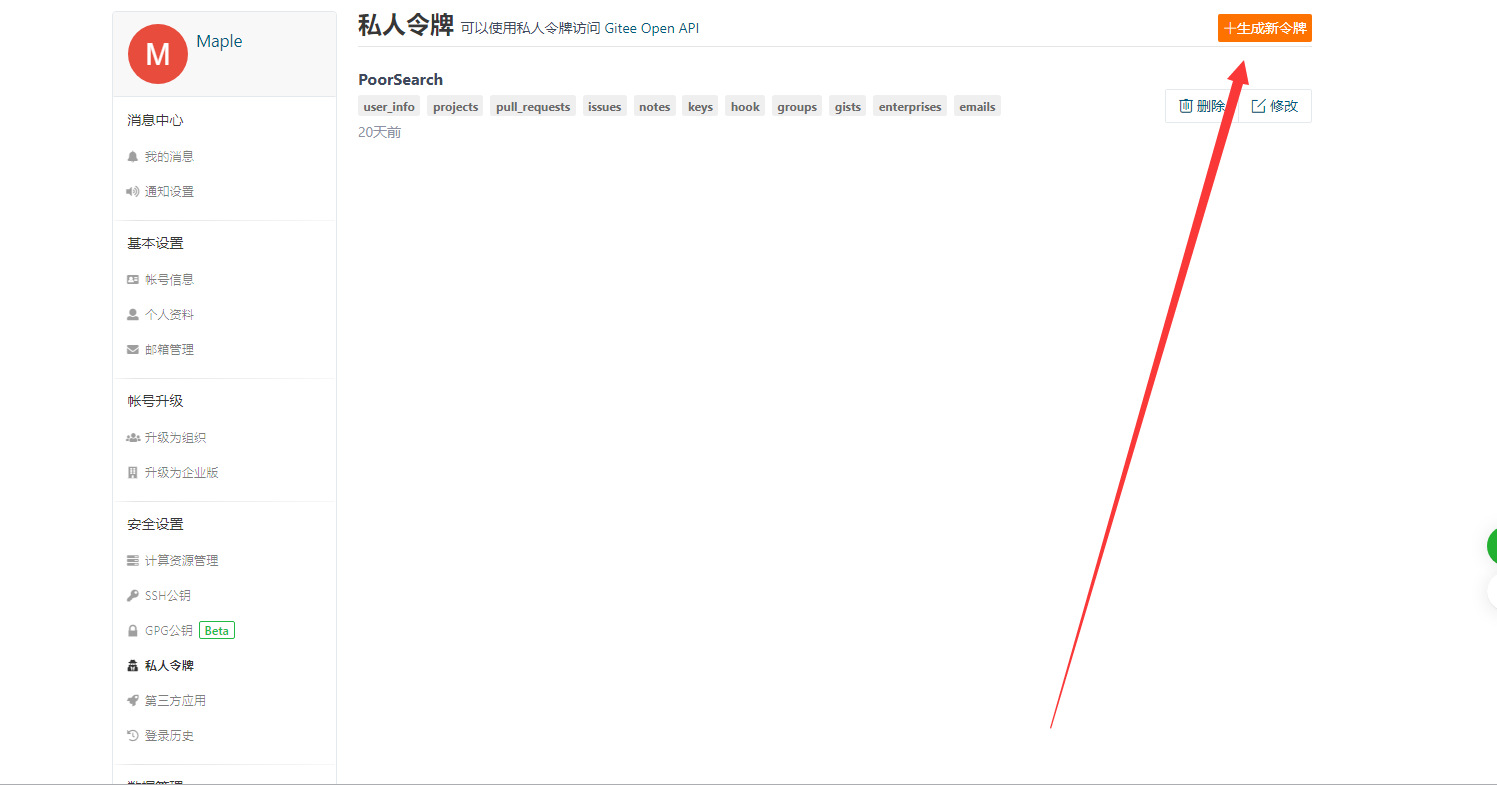 M
Maple
消息中心
我的消息
通知设置
基本设置
帐号信息
个人资料
邮箱管理
帐号升级
升级为组织
升级为企业版
安全设置
计算资源管理
SSH公钥
GPG公钥 Beta
私人令牌
第三方应用
登录历史
私人令牌 可以使用私人令牌访问 Gitee Open API
+生成新令牌
PoorSearch
user_info projects pull_requests issues notes keys hook groups gists enterprises emails
20天前
删除 修改